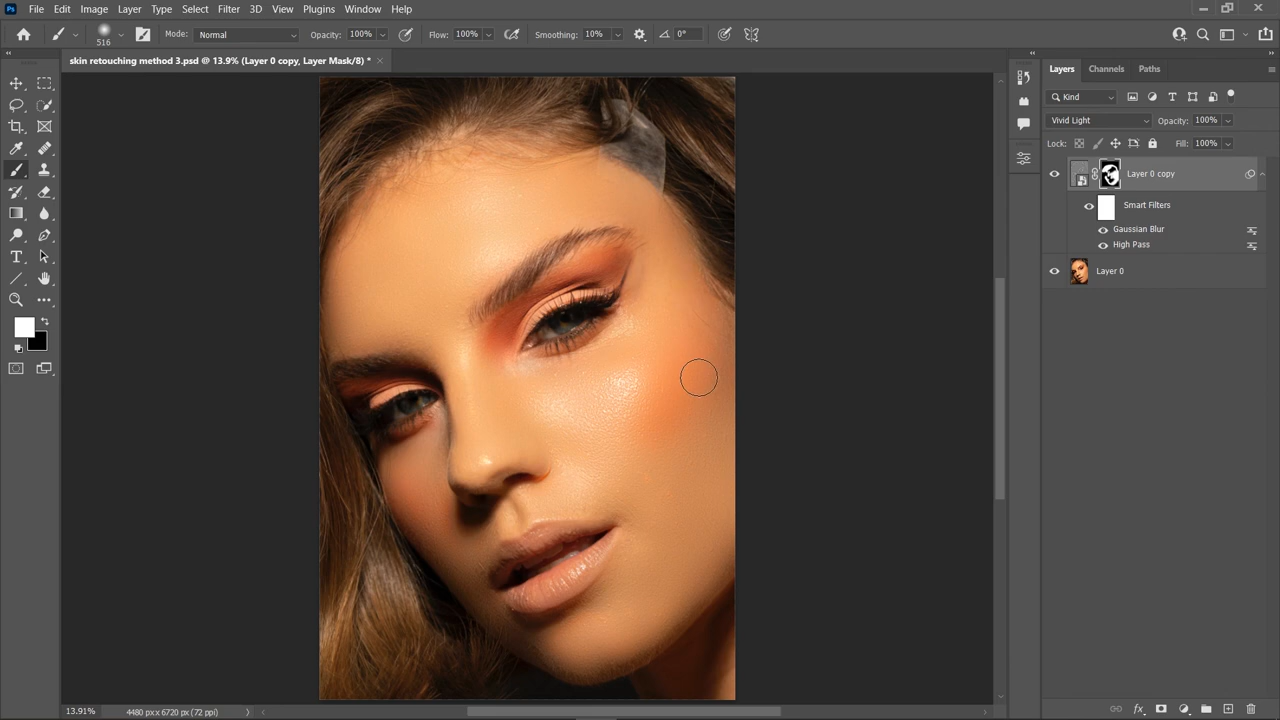 Ps File Edit Image Layer Type Select Filter 3D View Plugins Window Help
516 Mode: Normal Opacity: 100% Flow: 100% Smoothing: 10% 0°
skin retouching method 3.psd @ 13.9% (Layer 0 copy, Layer Mask/8) *
Layers Channels Paths
Kind
Vivid Light Opacity: 100%
Lock: Fill: 100%
Layer 0 copy
Smart Filters
Gaussian Blur
High Pass
Layer 0
13.91% 4480 px x 6720 px (72 ppi)
fx